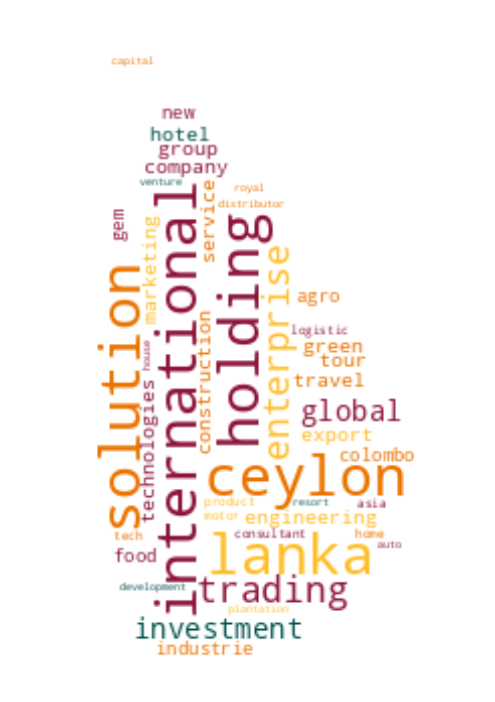 capital
new
hotel
group
company
venture
royal
distributor
gem
marketing
service
international
holding
enterprise
solution
agro
logistic
green
tour
travel
house
construction
technologies
global
export
colombo
ceylon
product
resort
asia
motor
engineering
tech
consultant
home
auto
food
lanka
development
trading
plantation
investment
industrie